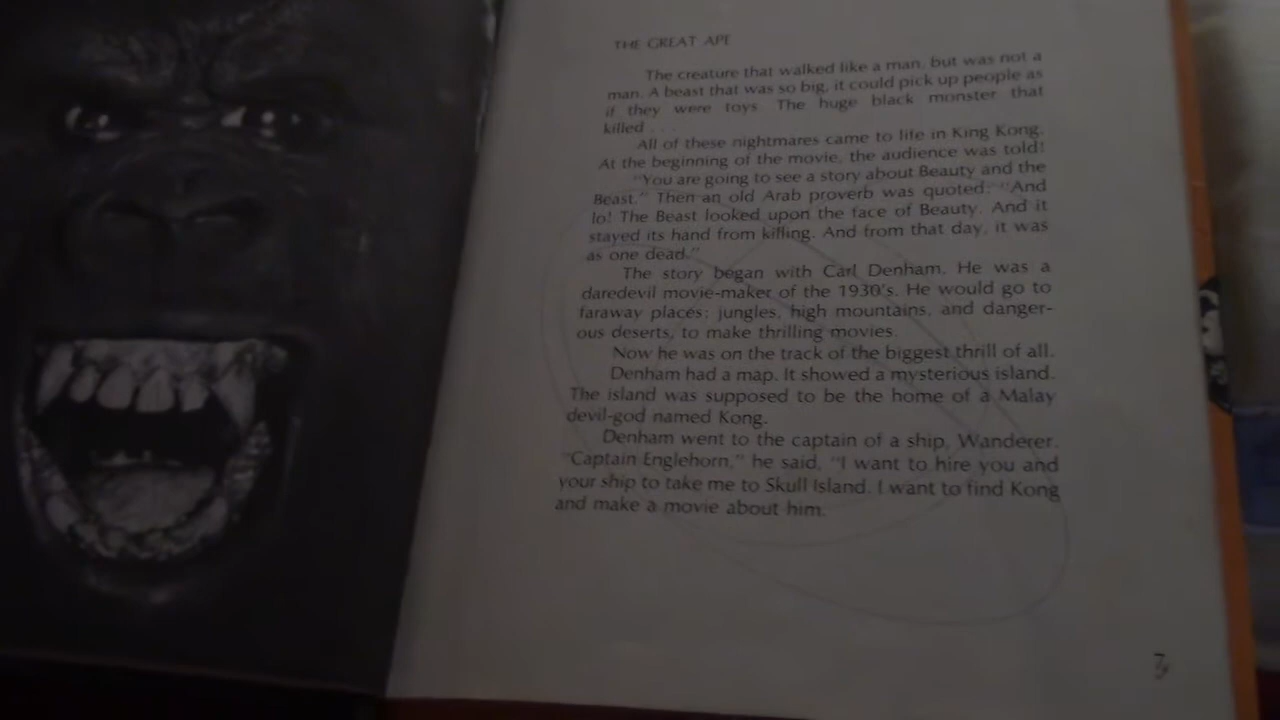 THE GREAT APE
The creature that walked like a man, but was not a
man. A beast that was so big, it could pick up people as
if they were toys. The huge black monster that
killed . . .
All of these nightmares came to life in King Kong.
At the beginning of the movie, the audience was told!
"You are going to see a story about Beauty and the
Beast." Then an old Arab proverb was quoted: "And
lo! The Beast looked upon the face of Beauty. And it
stayed its hand from killing. And from that day, it was
as one dead."
The story began with Carl Denham. He was a
daredevil movie-maker of the 1930's. He would go to
faraway places; jungles, high mountains, and danger-
ous deserts, to make thrilling movies.
Now he was on the track of the biggest thrill of all.
Denham had a map. It showed a mysterious island.
The island was supposed to be the home of a Malay
devil-god named Kong.
Denham went to the captain of a ship, Wanderer.
"Captain Englehorn," he said, "I want to hire you and
your ship to take me to Skull Island. I want to find Kong
and make a movie about him.
7